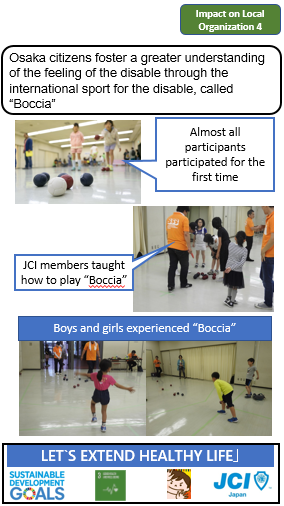 Impact on Local
Organization 4
Osaka citizens foster a greater understanding
of the feeling of the disable through the
international sport for the disable, called
“Boccia”
Almost all
participants
participated for the
first time
JCI members taught
how to play “Boccia”
Boys and girls experienced “Boccia”
LET`S EXTEND HEALTHY LIFE」
SUSTAINABLE
DEVELOPMENT
GOALS
JCI
Japan